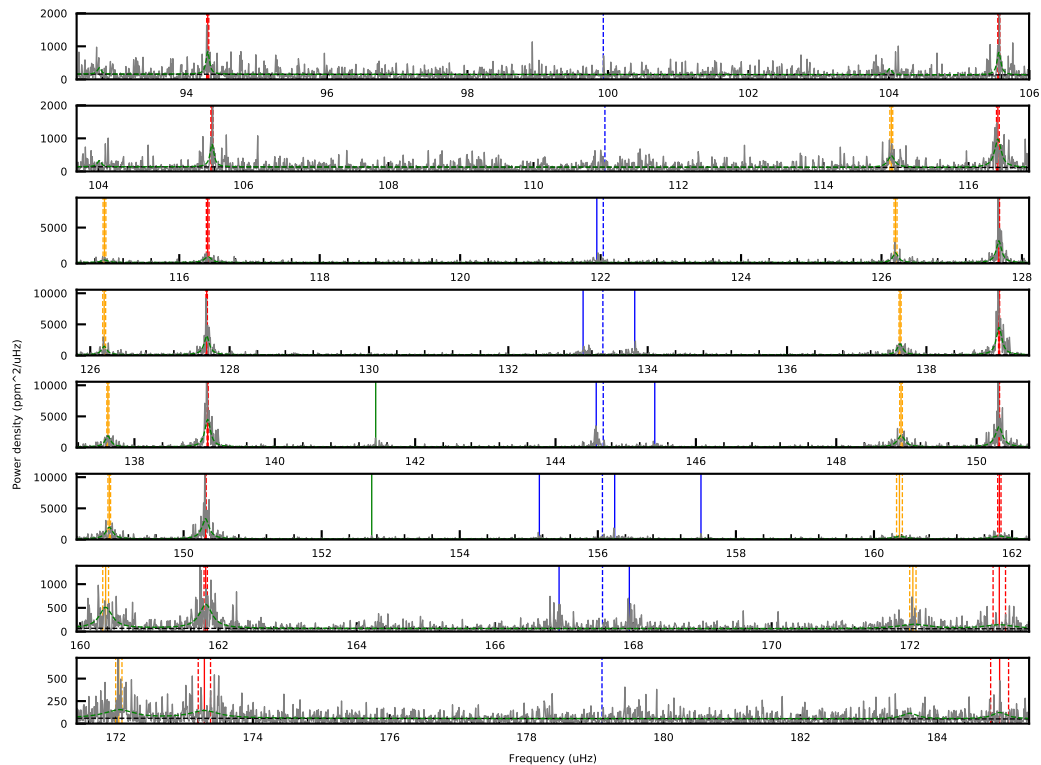 2000
1000
0
94 96 98 100 102 104 106
2000
1000
0
104 106 108 110 112 114 116
5000
0
116 118 120 122 124 126 128
10000
5000
0
126 128 130 132 134 136 138
10000
5000
0
138 140 142 144 146 148 150
10000
5000
0
150 152 154 156 158 160 162
1000
500
0
160 162 164 166 168 170 172
500
250
0
172 174 176 178 180 182 184
Power density (ppm^2/uHz)
Frequency (uHz)